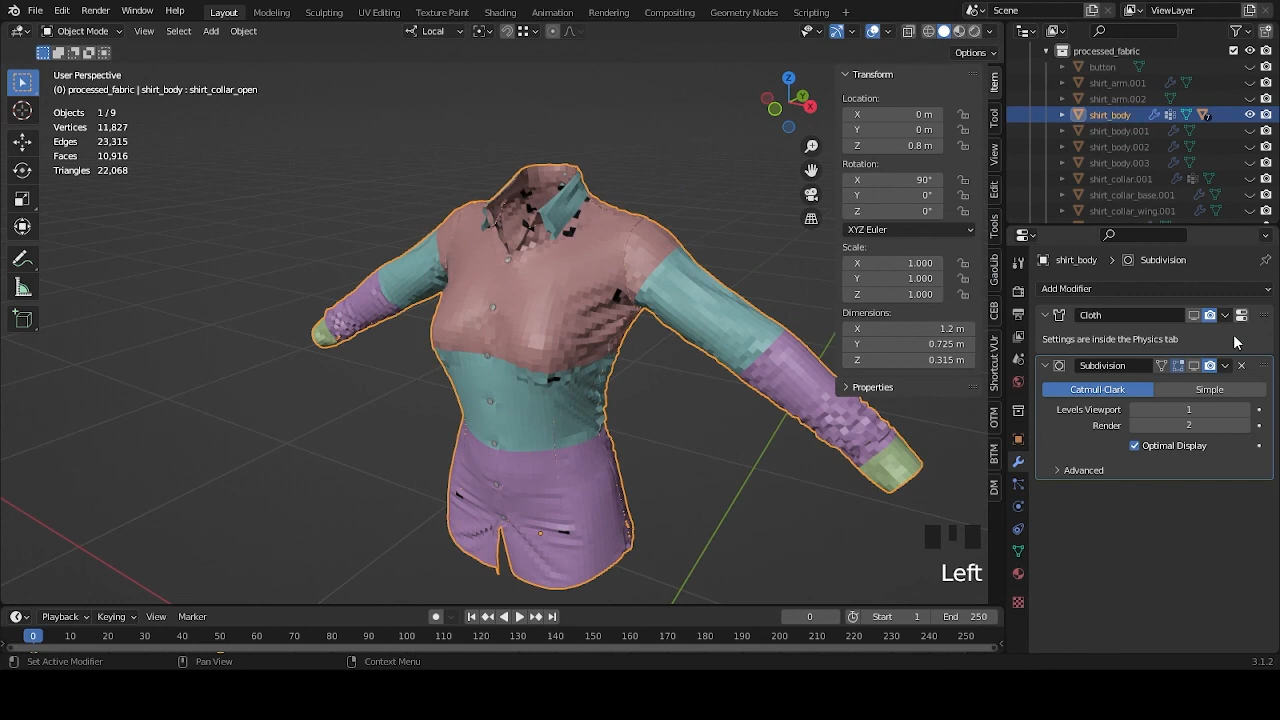 File Edit Render Window Help Layout Modeling Sculpting UV Editing Texture Paint Shading Animation Rendering Compositing Geometry Nodes Scripting + Scene ViewLayer
Object Mode View Select Add Object Local
Options
User Perspective
(0) processed_fabric | shirt_body : shirt_collar_open
Objects 1/9
Vertices 11,827
Edges 23,315
Faces 10,916
Triangles 22,068
Z
Y
X
Transform
Location:
X 0 m
Y 0 m
Z 0.8 m
Rotation:
X 90°
Y 0°
Z 0°
XYZ Euler
Scale:
X 1.000
Y 1.000
Z 1.000
Dimensions:
X 1.2 m
Y 0.725 m
Z 0.315 m
Properties
Item
Tool
View
Edit
Tools
GaoLib
CEB
Shortcut VUr
OTM
BTM
DM
Left
processed_fabric
button
shirt_arm.001
shirt_arm.002
shirt_body
shirt_body.001
shirt_body.002
shirt_body.003
shirt_collar.001
shirt_collar_base.001
shirt_collar_wing.001
shirt_body > Subdivision
Add Modifier
Cloth
Settings are inside the Physics tab
Subdivision
Catmull-Clark Simple
Levels Viewport 1
Render 2
Optimal Display
Advanced
Playback Keying View Marker 0 Start 1 End 250
0 10 20 30 40 50 60 70 80 90 100 110 120 130 140 150 160 170 180 190 200 210 220 230 240 250
Set Active Modifier Pan View Context Menu 3.1.2